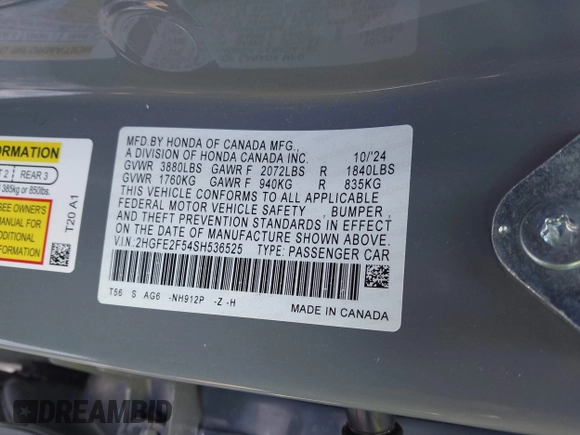 MFD.BY HONDA OF CANADA MFG.,
A DIVISION OF HONDA CANADA INC. 10/'24
GVWR 3880LBS GAWR F 2072LBS R 1840LBS
GVWR 1760KG GAWR F 940KG R 835KG
THIS VEHICLE CONFORMS TO ALL APPLICABLE
FEDERAL MOTOR VEHICLE SAFETY , BUMPER ,
AND THEFT PREVENTION STANDARDS IN EFFECT
ON THE DATE OF MANUFACTURE SHOWN ABOVE.
V.I.N.:2HGFE2F54SH536525 TYPE: PASSENGER CAR
T56 S AG6 -NH912P -Z -H
MADE IN CANADA
INFORMATION
REAR 3
385kg or 850lbs.
SEE OWNER'S
MANUAL FOR
ADDITIONAL
INFORMATION
T20 A1
DREAMBID